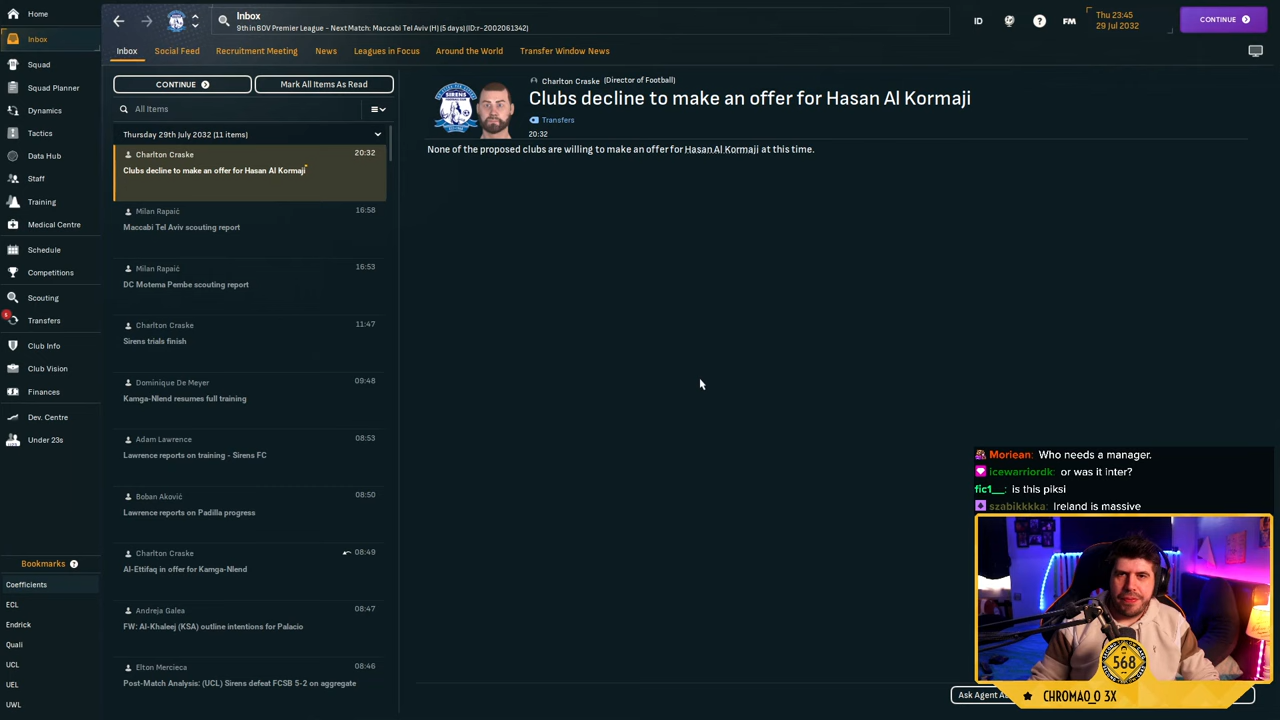 Home
Inbox
Squad
Squad Planner
Dynamics
Tactics
Data Hub
Staff
Training
Medical Centre
Schedule
Competitions
Scouting
Transfers
Club Info
Club Vision
Finances
Dev. Centre
Under 23s
Bookmarks ?
Coefficients
ECL
Endrick
Quali
UCL
UEL
UWL
Inbox
9th in BOV Premier League - Next Match: Maccabi Tel Aviv (H) (5 days) (ID:r-2002061342)
ID
?
FM
Thu 23:45
29 Jul 2032
CONTINUE
Inbox
Social Feed
Recruitment Meeting
News
Leagues in Focus
Around the World
Transfer Window News
CONTINUE
Mark All Items As Read
All Items
Thursday 29th July 2032 (11 items)
Charlton Craske 20:32
Clubs decline to make an offer for Hasan Al Kormaji
Milan Rapaić 16:58
Maccabi Tel Aviv scouting report
Milan Rapaić 16:53
DC Motema Pembe scouting report
Charlton Craske 11:47
Sirens trials finish
Dominique De Meyer 09:48
Kamga-Nlend resumes full training
Adam Lawrence 08:53
Lawrence reports on training - Sirens FC
Boban Aković 08:50
Lawrence reports on Padilla progress
Charlton Craske 08:49
Al-Ettifaq in offer for Kamga-Nlend
Andreja Galea 08:47
FW: Al-Khaleej (KSA) outline intentions for Palacio
Elton Mercieca 08:46
Post-Match Analysis: (UCL) Sirens defeat FCSB 5-2 on aggregate
SIRENS
Charlton Craske (Director of Football)
Clubs decline to make an offer for Hasan Al Kormaji
Transfers
20:32
None of the proposed clubs are willing to make an offer for Hasan Al Kormaji at this time.
Moriean: Who needs a manager.
icewarriordk: or was it inter?
fic1__: is this piksi
szabikkkka: Ireland is massive
Ask Agent
568
CHROMAO_O 3X